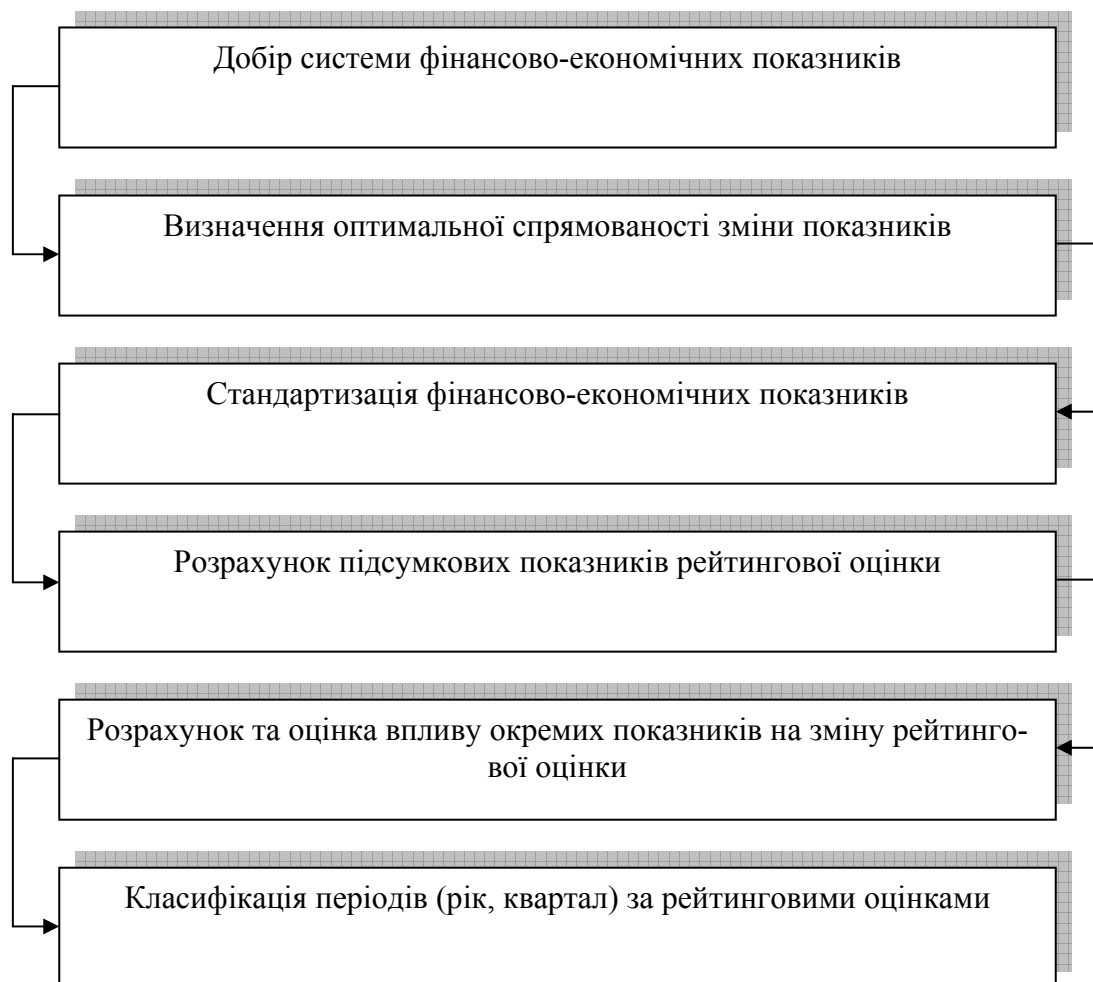 Добір системи фінансово-економічних показників
Визначення оптимальної спрямованості зміни показників
Стандартизація фінансово-економічних показників
Розрахунок підсумкових показників рейтингової оцінки
Розрахунок та оцінка впливу окремих показників на зміну рейтинго-
вої оцінки
Класифікація періодів (рік, квартал) за рейтинговими оцінками